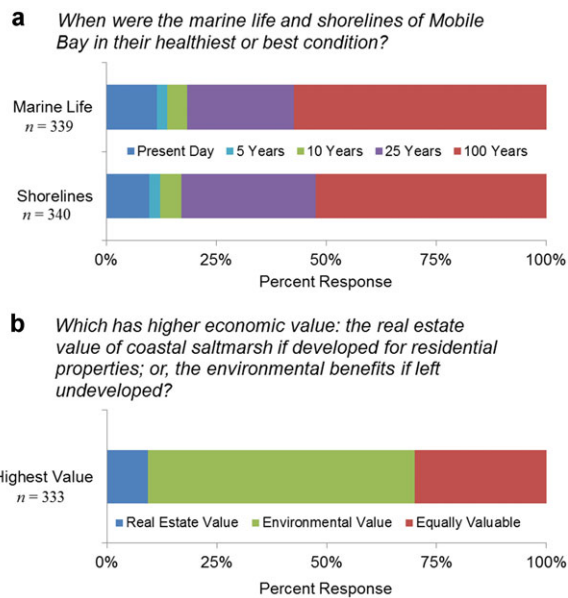 a
When were the marine life and shorelines of Mobile
Bay in their healthiest or best condition?
Marine Life
n = 339
Present Day 5 Years 10 Years 25 Years 100 Years
Shorelines
n = 340
0% 25% 50% 75% 100%
Percent Response
b
Which has higher economic value: the real estate
value of coastal saltmarsh if developed for residential
properties; or, the environmental benefits if left
undeveloped?
Highest Value
n = 333
Real Estate Value Environmental Value Equally Valuable
0% 25% 50% 75% 100%
Percent Response